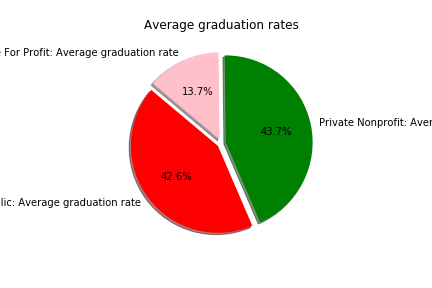 Average graduation rates
e For Profit: Average graduation rate
13.7%
43.7%
Private Nonprofit: Aver
42.6%
lic: Average graduation rate